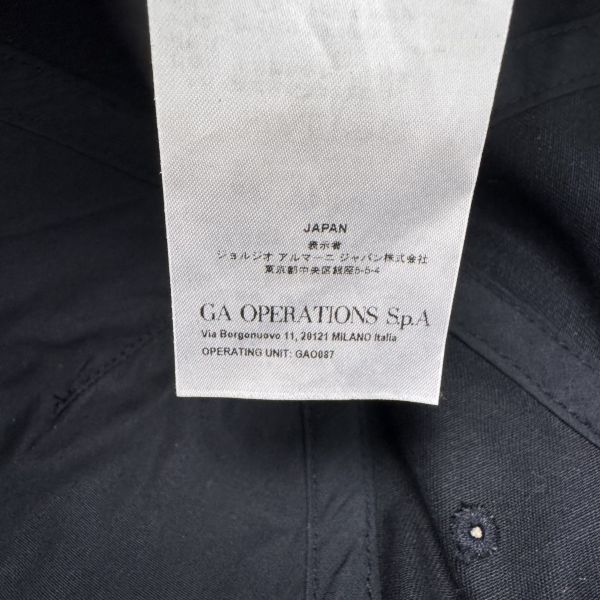 JAPAN
表示者
ジョルジオ アルマーニ ジャパン株式会社
東京都中央区銀座5-5-4
GA OPERATIONS S.p.A
Via Borgonuovo 11, 20121 MILANO Italia
OPERATING UNIT: GAO087